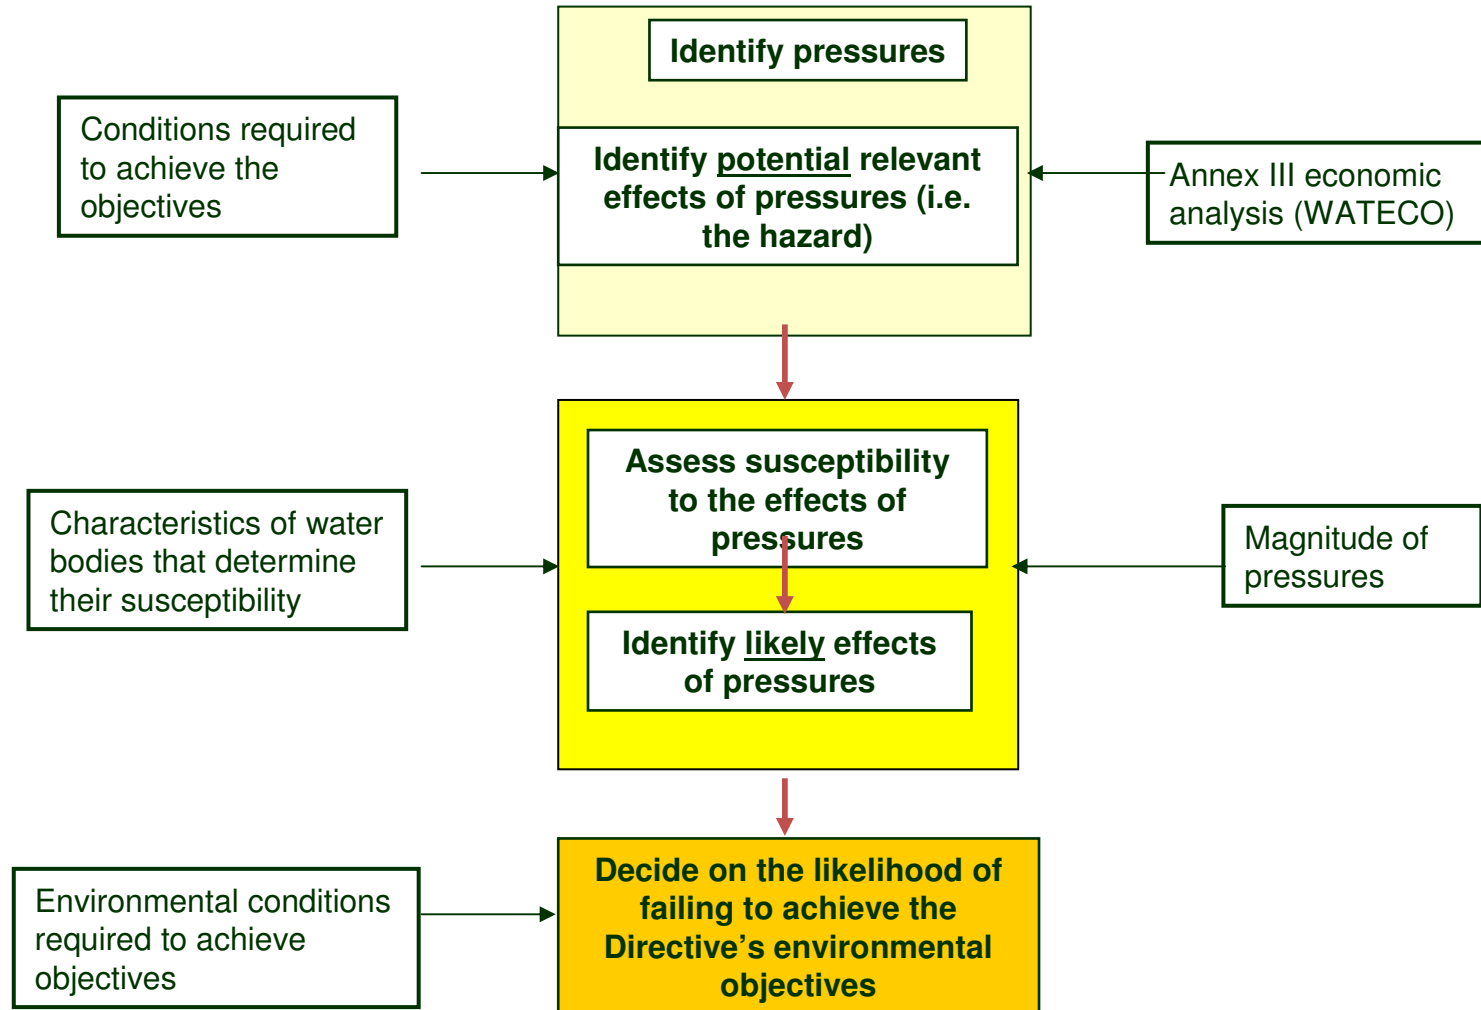 Identify pressures
Conditions required
to achieve the
objectives
Identify potential relevant
effects of pressures (i.e.
the hazard)
Annex III economic
analysis (WATECO)
Assess susceptibility
to the effects of
pressures
Characteristics of water
bodies that determine
their susceptibility
Magnitude of
pressures
Identify likely effects
of pressures
Environmental conditions
required to achieve
objectives
Decide on the likelihood of
failing to achieve the
Directive’s environmental
objectives